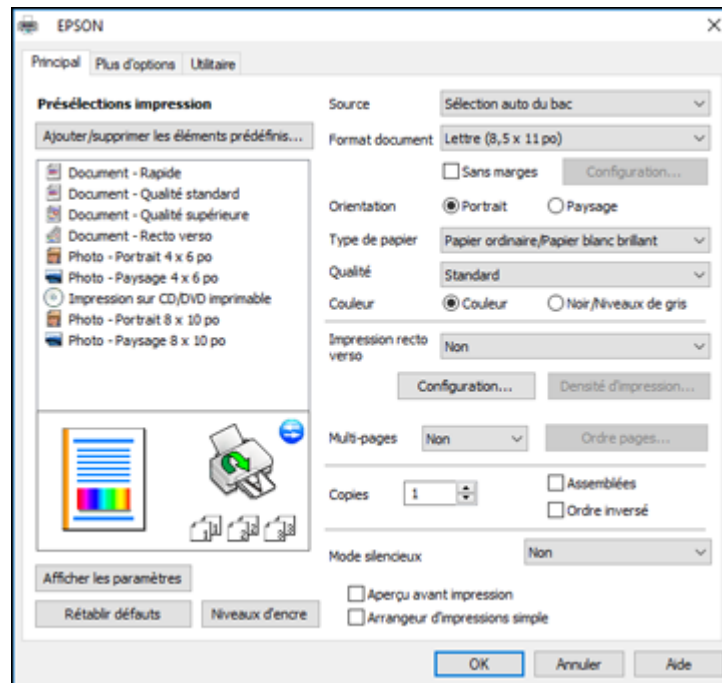 EPSON
Principal
Plus d'options
Utilitaire
Présélections impression
Ajouter/supprimer les éléments prédéfinis...
Document - Rapide
Document - Qualité standard
Document - Qualité supérieure
Document - Recto verso
Photo - Portrait 4 x 6 po
Photo - Paysage 4 x 6 po
Impression sur CD/DVD imprimable
Photo - Portrait 8 x 10 po
Photo - Paysage 8 x 10 po
1 1 2 2 3 3
Afficher les paramètres
Rétablir défauts
Niveaux d'encre
Source
Sélection auto du bac
Format document
Lettre (8,5 x 11 po)
Sans marges
Configuration...
Orientation
Portrait
Paysage
Type de papier
Papier ordinaire/Papier blanc brillant
Qualité
Standard
Couleur
Couleur
Noir/Niveaux de gris
Impression recto
verso
Non
Configuration...
Densité d'impression...
Multi-pages
Non
Ordre pages...
Copies
1
Assemblées
Ordre inversé
Mode silencieux
Non
Aperçu avant impression
Arrangeur d'impressions simple
OK
Annuler
Aide